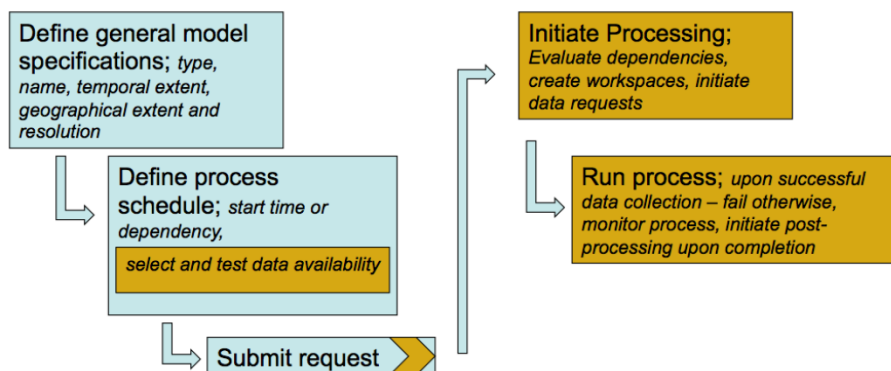 Define general model
specifications; type,
name, temporal extent,
geographical extent and
resolution
Define process
schedule; start time or
dependency,
select and test data availability
Submit request
Initiate Processing;
Evaluate dependencies,
create workspaces, initiate
data requests
Run process; upon successful
data collection – fail otherwise,
monitor process, initiate post-
processing upon completion